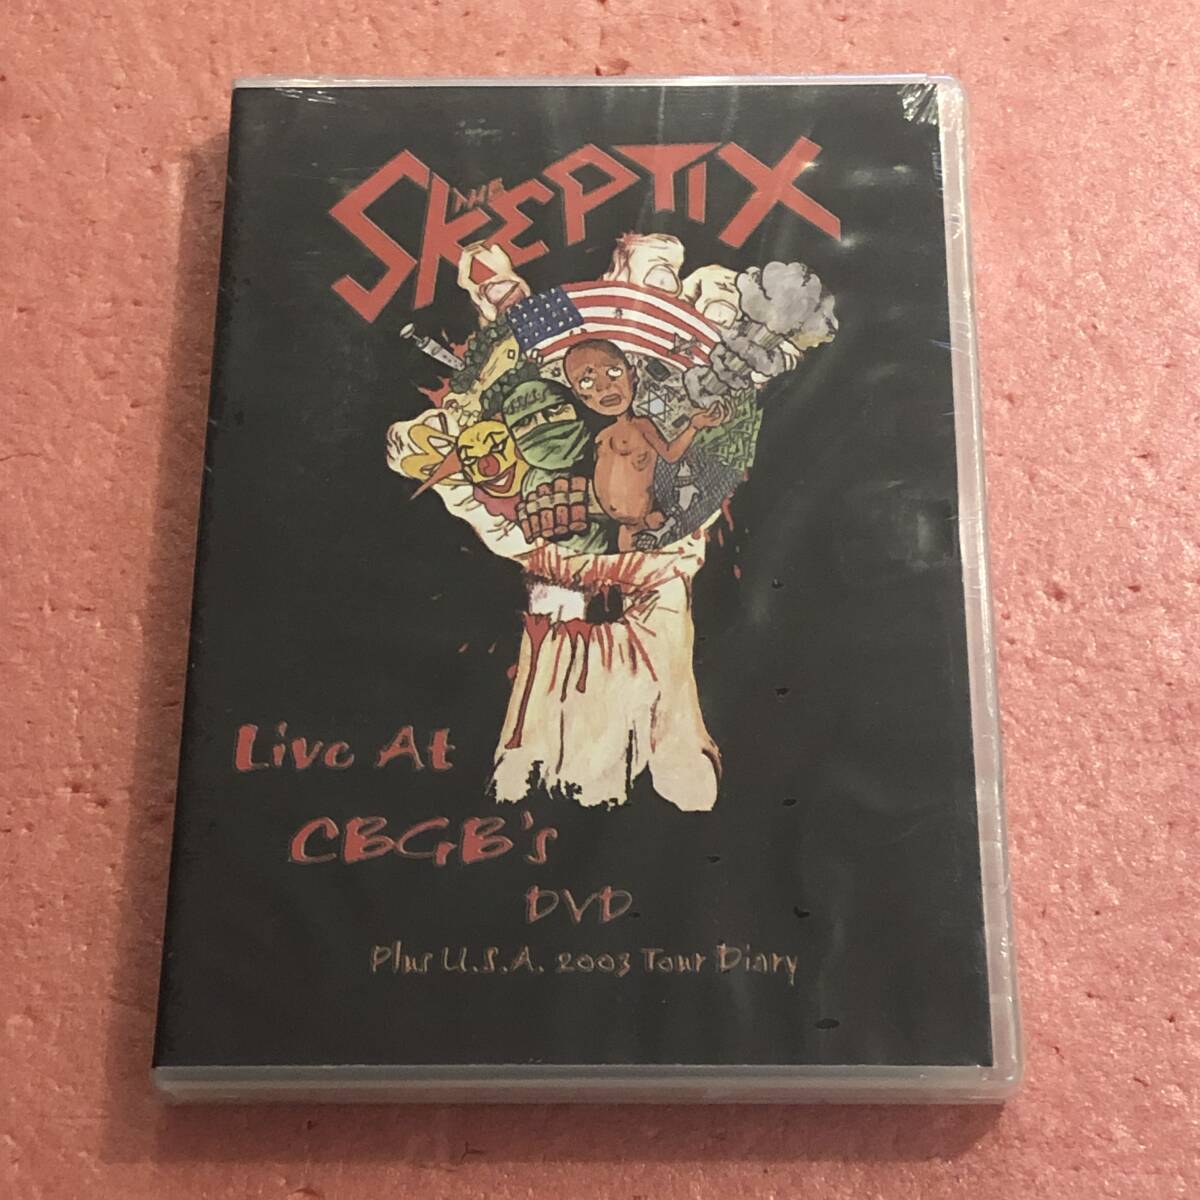 THE
SKEPTIX
Live At
CBGB's
DVD
Plus U.S.A. 2003 Tour Diary